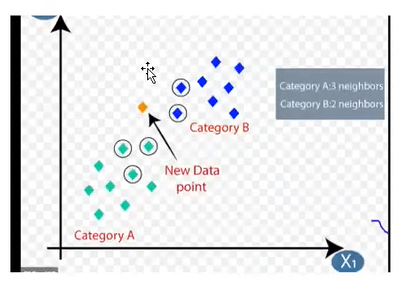 Category A:3 neighbors
Category B:2 neighbors
Category B
New Data
point
Category A
X1